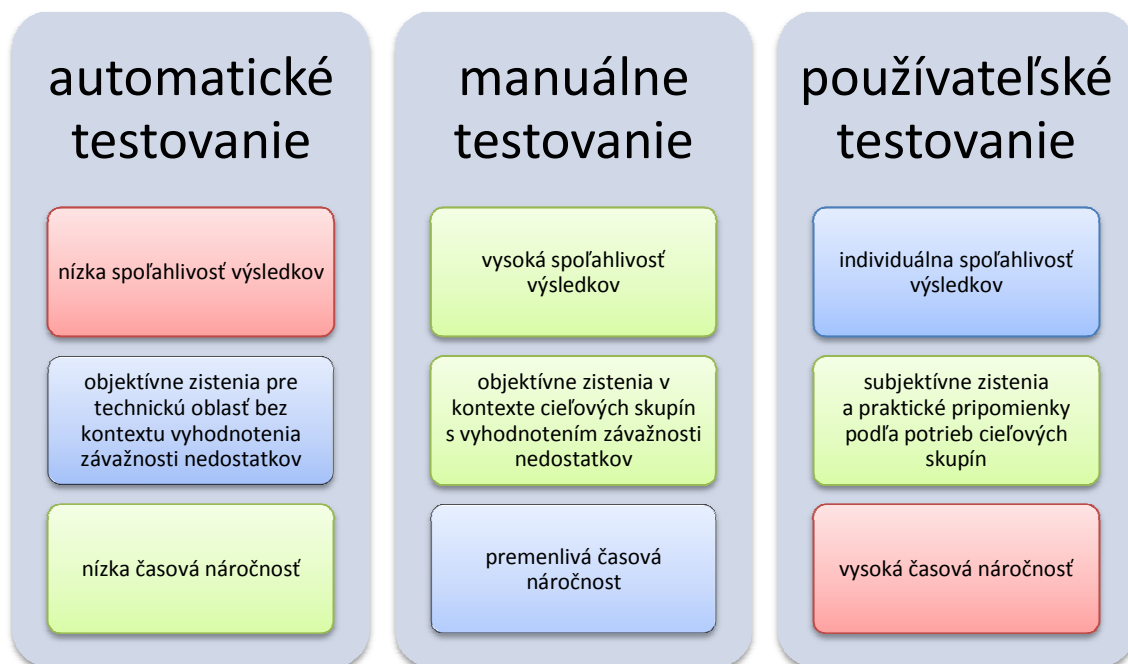 automatické
testovanie
nízka spoľahlivosť výsledkov
objektívne zistenia pre
technickú oblasť bez
kontextu vyhodnotenia
závažnosti nedostatkov
nízka časová náročnosť
manuálne
testovanie
vysoká spoľahlivosť
výsledkov
objektívne zistenia v
kontexte cieľových skupín
s vyhodnotením závažnosti
nedostatkov
premenlivá časová
náročnost
používateľské
testovanie
individuálna spoľahlivosť
výsledkov
subjektívne zistenia
a praktické pripomienky
podľa potrieb cieľových
skupín
vysoká časová náročnosť